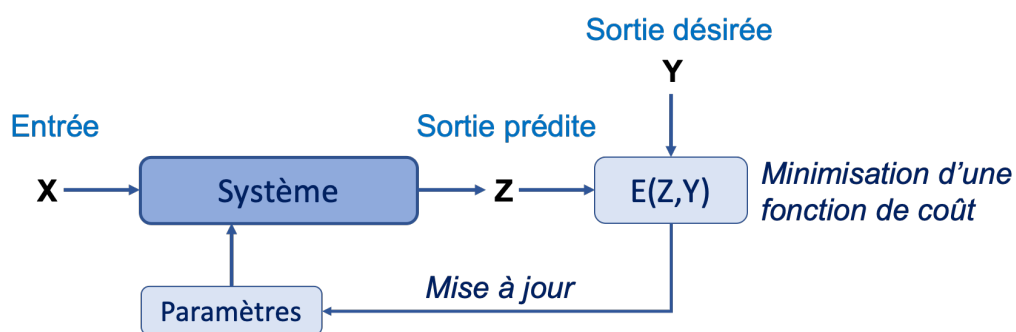 Sortie désirée
Y
Entrée
Sortie prédite
X
Système
Z
E(Z,Y)
Minimisation d'une
fonction de coût
Mise à jour
Paramètres